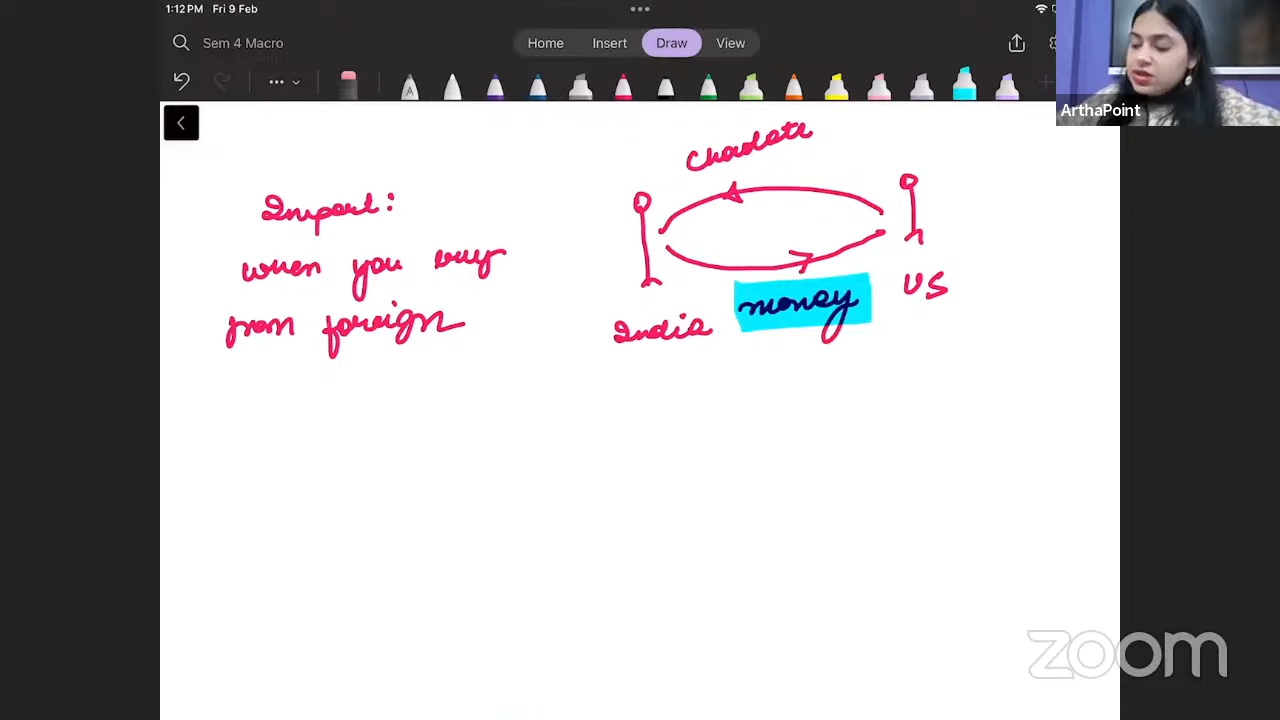 1:12 PM Fri 9 Feb
Sem 4 Macro
Home Insert Draw View
A
ArthaPoint
Chocolate
Import:
when you buy
from foreign
money
US
India
zoom